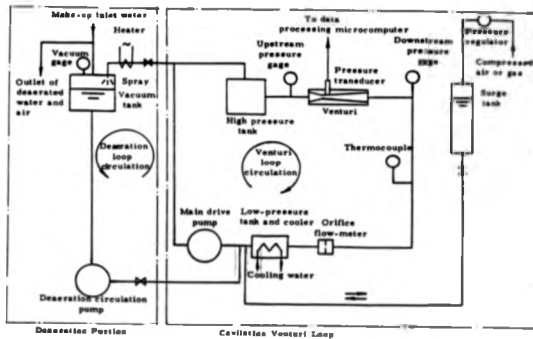 Make-up inlet water
Heater
Vacuum
gage
Outlet of
deaerated
water and
air
Spray
Vacuum
tank
Deaeration
loop
circulation
Deaeration circulation
pump
Deaeration Portion
To data
processing microcomputer
Upstream
pressure
gage
Pressure
transducer
Venturi
High pressure
tank
Downstream
pressure
gage
Pressure
regulator
Compressed
air or gas
Surge
tank
Thermocouple
Venturi
loop
circulation
Main drive
pump
Low-pressure
tank and cooler
Orifice
flow-meter
Cooling water
Cavitation Venturi Loop